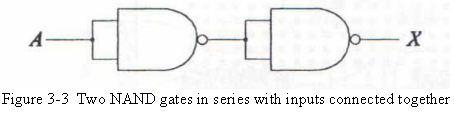 A
X
Figure 3-3 Two NAND gates in series with inputs connected together